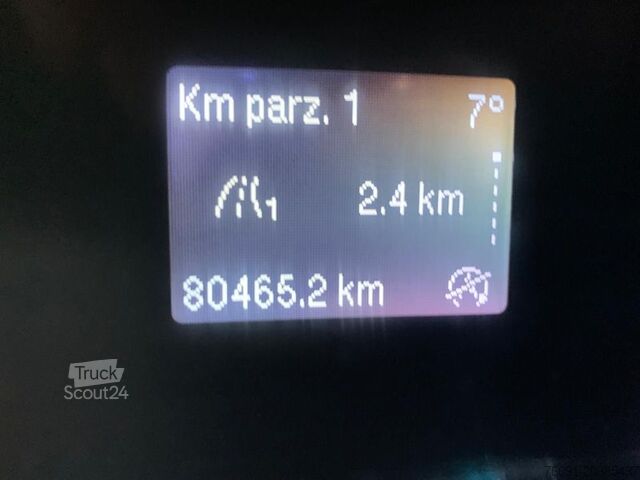 Km parz. 1 7°
1 2.4 km
80465.2 km
Truck
Scout24